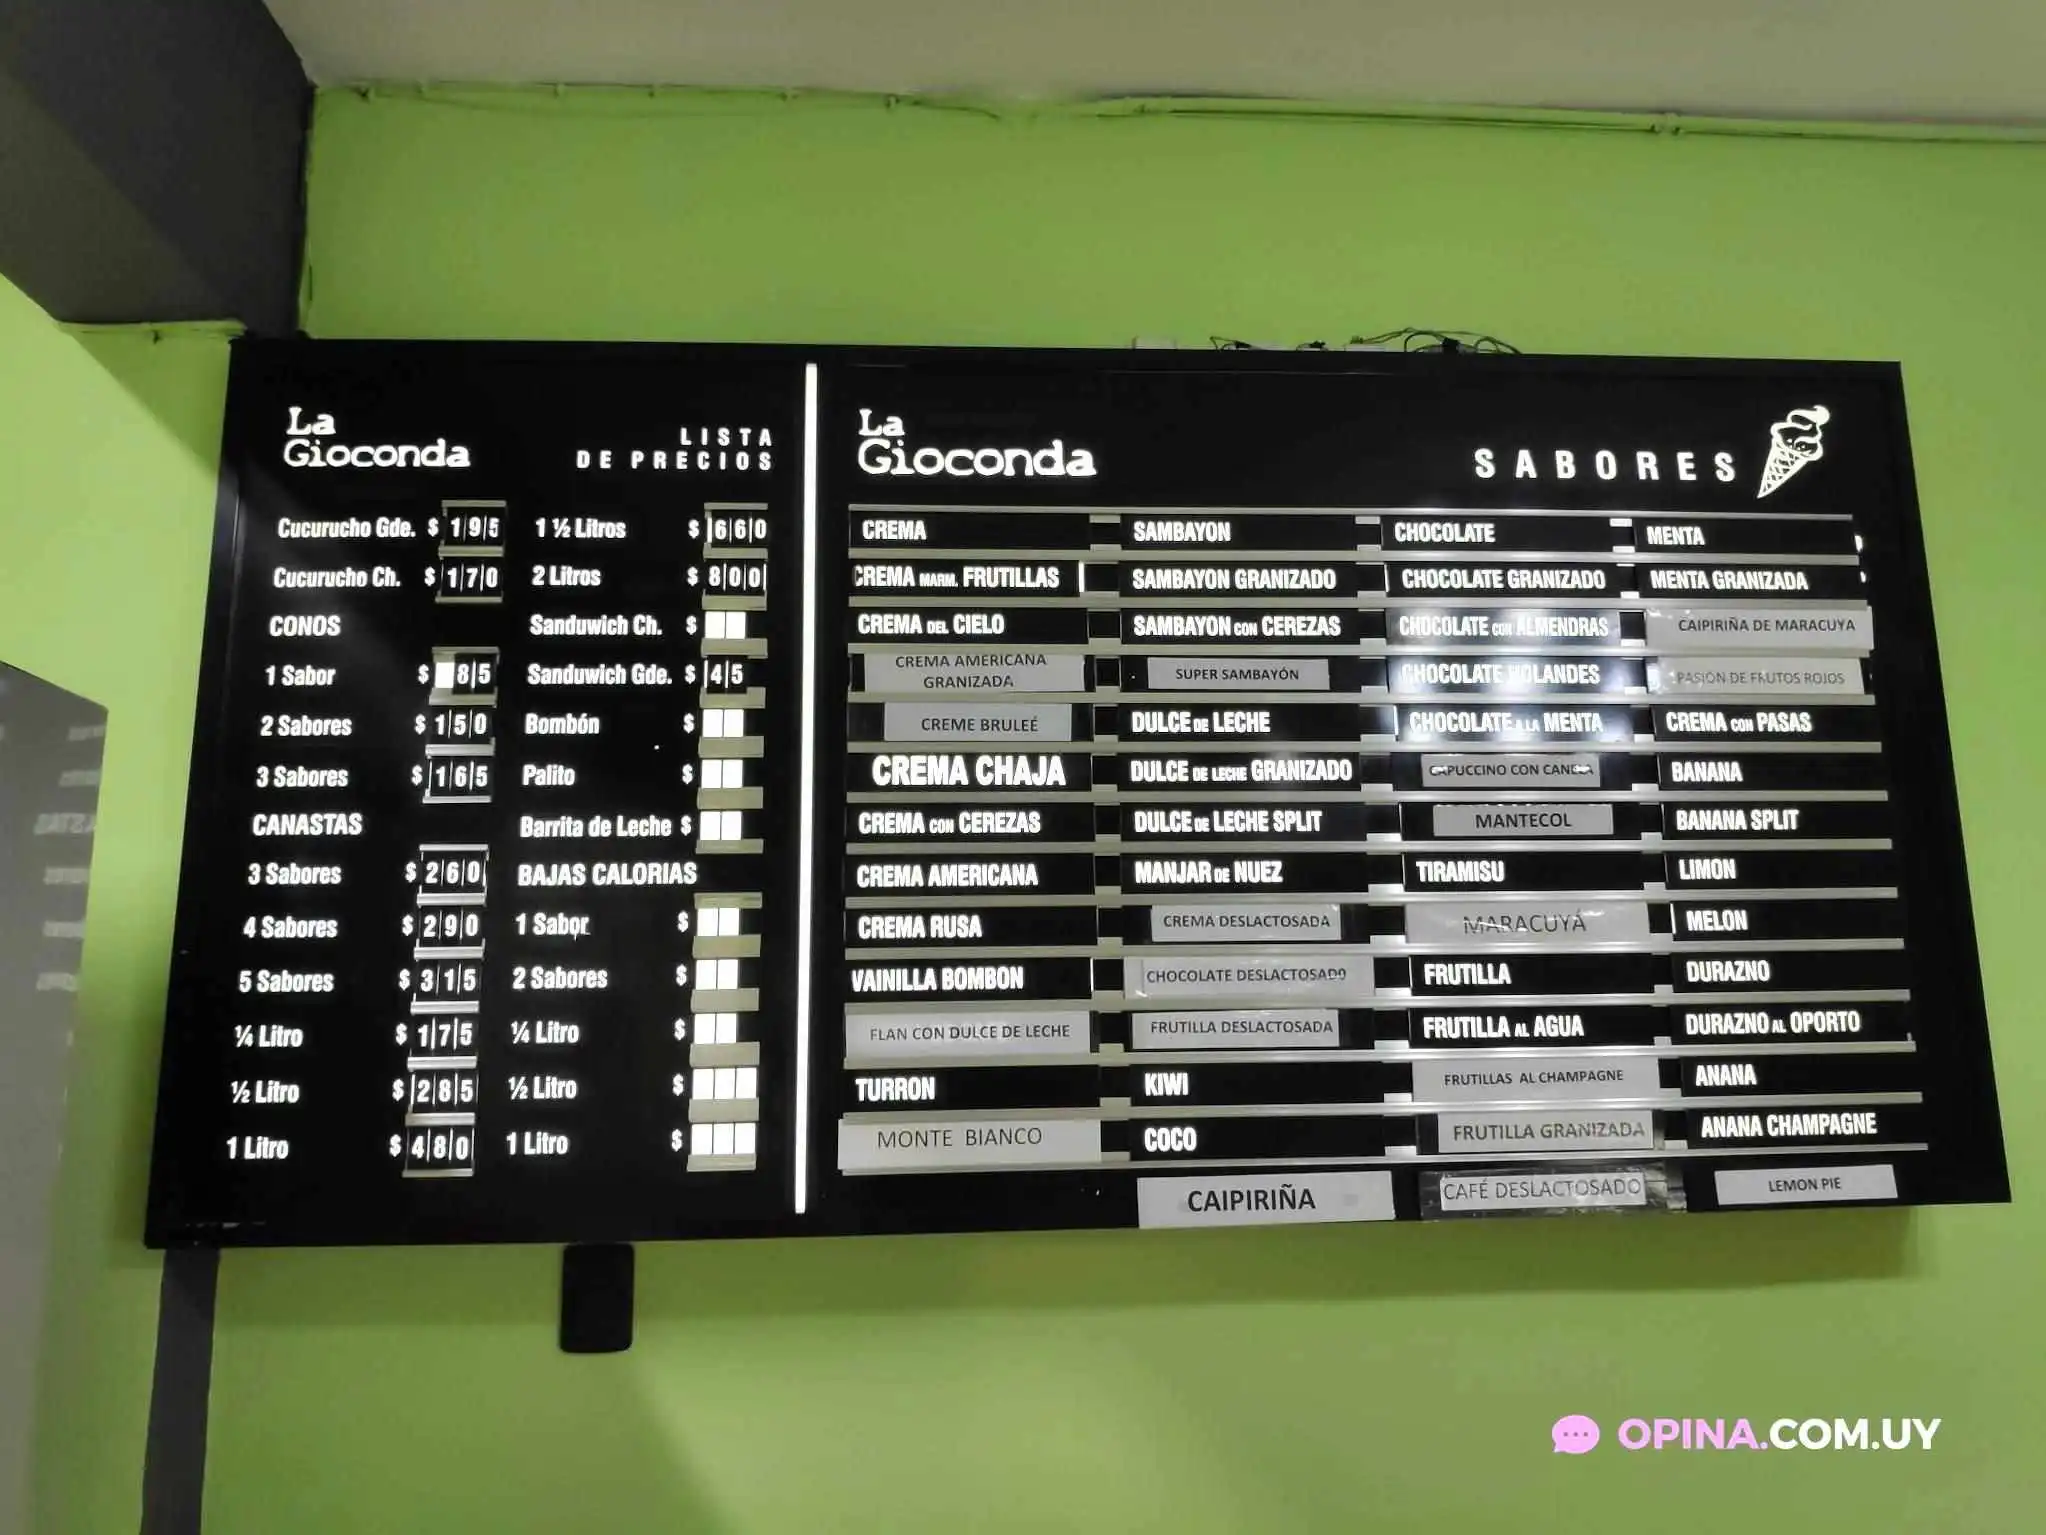 La
Gioconda
LISTA
DE PRECIOS
Cucurucho Gde. $ 195
Cucurucho Ch. $ 170
CONOS
1 Sabor $ 85
2 Sabores $ 150
3 Sabores $ 165
CANASTAS
3 Sabores $ 260
4 Sabores $ 290
5 Sabores $ 315
¼ Litro $ 175
½ Litro $ 285
1 Litro $ 480
1 ½ Litros $ 660
2 Litros $ 800
Sanduwich Ch. $
Sanduwich Gde. $ 45
Bombón $
Palito $
Barrita de Leche $
BAJAS CALORIAS
1 Sabor $
2 Sabores $
¼ Litro $
½ Litro $
1 Litro $
La
Gioconda
SABORES
CREMA
CREMA MARM. FRUTILLAS
CREMA DEL CIELO
CREMA AMERICANA
GRANIZADA
CREME BRULEÉ
CREMA CHAJA
CREMA CON CEREZAS
CREMA AMERICANA
CREMA RUSA
VAINILLA BOMBON
FLAN CON DULCE DE LECHE
TURRON
MONTE BIANCO
SAMBAYON
SAMBAYON GRANIZADO
SAMBAYON CON CEREZAS
SUPER SAMBAYÓN
DULCE DE LECHE
DULCE DE LECHE GRANIZADO
DULCE DE LECHE SPLIT
MANJAR DE NUEZ
CREMA DESLACTOSADA
CHOCOLATE DESLACTOSADO
FRUTILLA DESLACTOSADA
KIWI
COCO
CAIPIRIÑA
CHOCOLATE
CHOCOLATE GRANIZADO
CHOCOLATE CON ALMENDRAS
CHOCOLATE HOLANDES
CHOCOLATE A LA MENTA
CAPUCCINO CON CANELA
MANTECOL
TIRAMISU
MARACUYÁ
FRUTILLA
FRUTILLA AL AGUA
FRUTILLAS AL CHAMPAGNE
FRUTILLA GRANIZADA
CAFÉ DESLACTOSADO
MENTA
MENTA GRANIZADA
CAIPIRIÑA DE MARACUYA
PASIÓN DE FRUTOS ROJOS
CREMA CON PASAS
BANANA
BANANA SPLIT
LIMON
MELON
DURAZNO
DURAZNO AL OPORTO
ANANA
ANANA CHAMPAGNE
LEMON PIE
OPINA.COM.UY